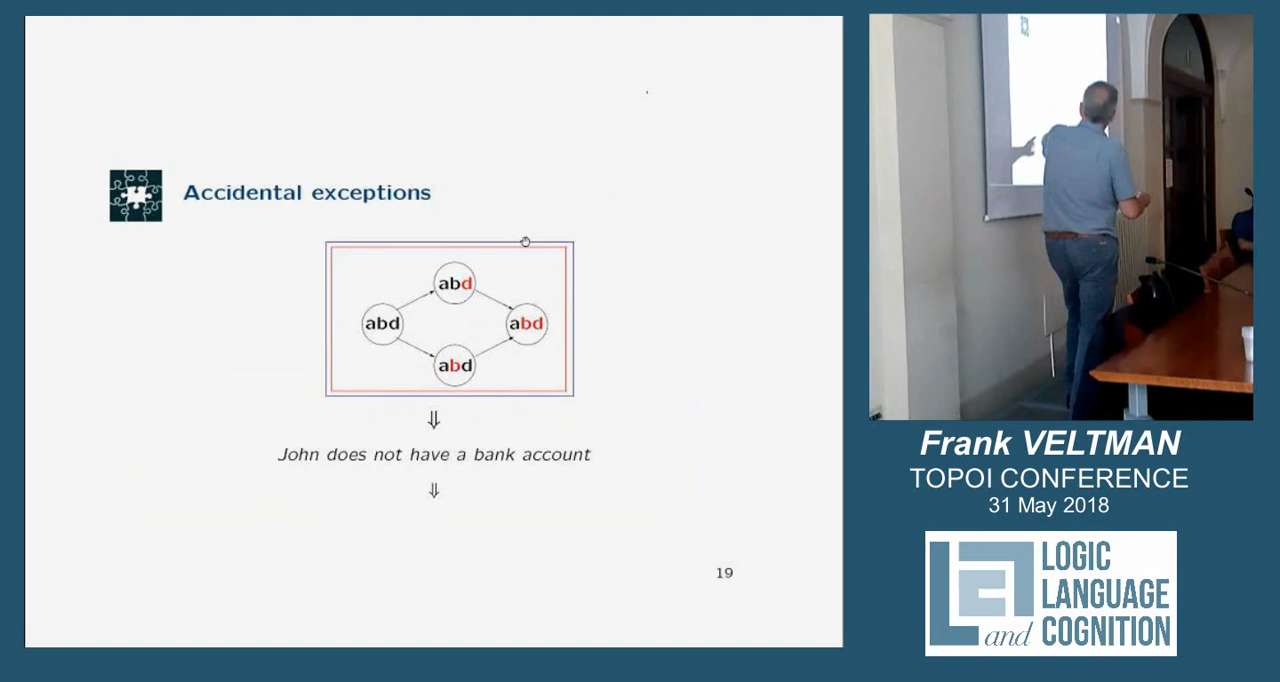 Accidental exceptions
abd
abd
abd
abd
⇓
John does not have a bank account
⇓
19
Frank VELTMAN
TOPOI CONFERENCE
31 May 2018
LOGIC
LANGUAGE
and COGNITION